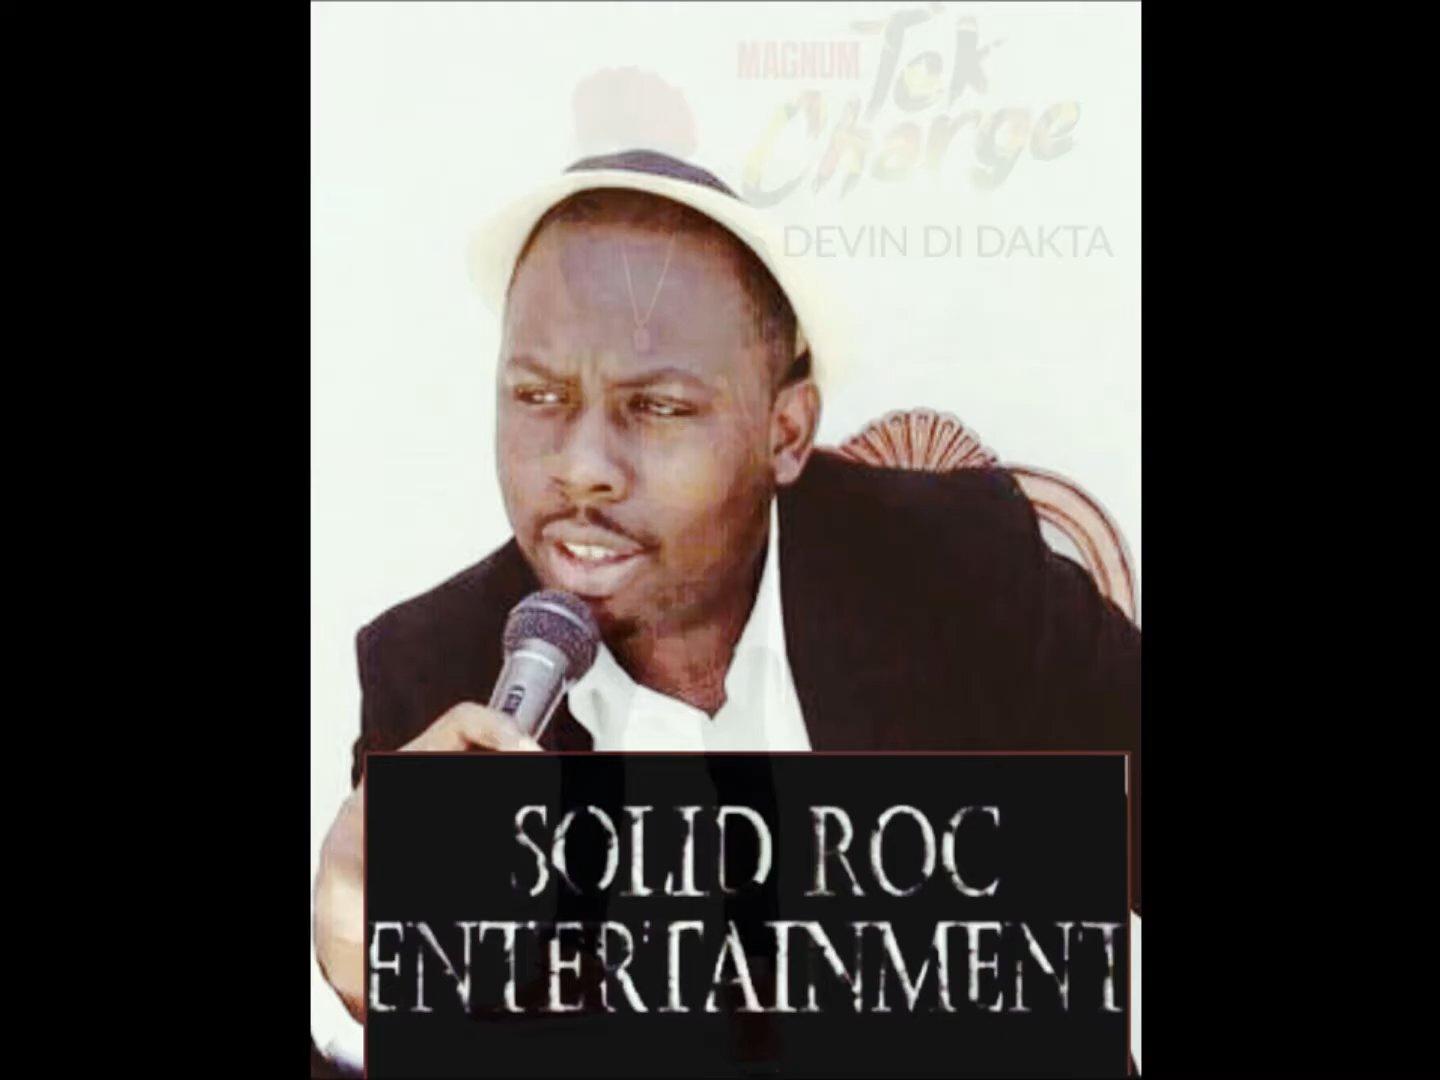 MAGNUM Tek
Charge
DEVIN DI DAKTA
SOLID ROC
ENTERTAINMENT